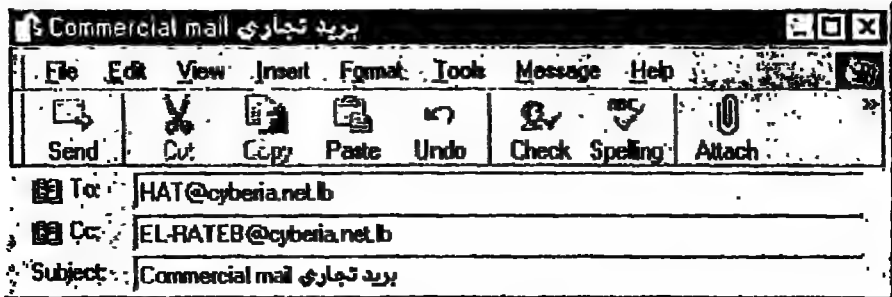 Commercial mail بريد تجاري
File Edit View Insert Format Tools Message Help
Send Cut Copy Paste Undo Check Spelling Attach »
To: HAT@cyberia.net.lb
Cc: EL-RATEB@cyberia.net.lb
Subject: Commercial mail بريد تجاري